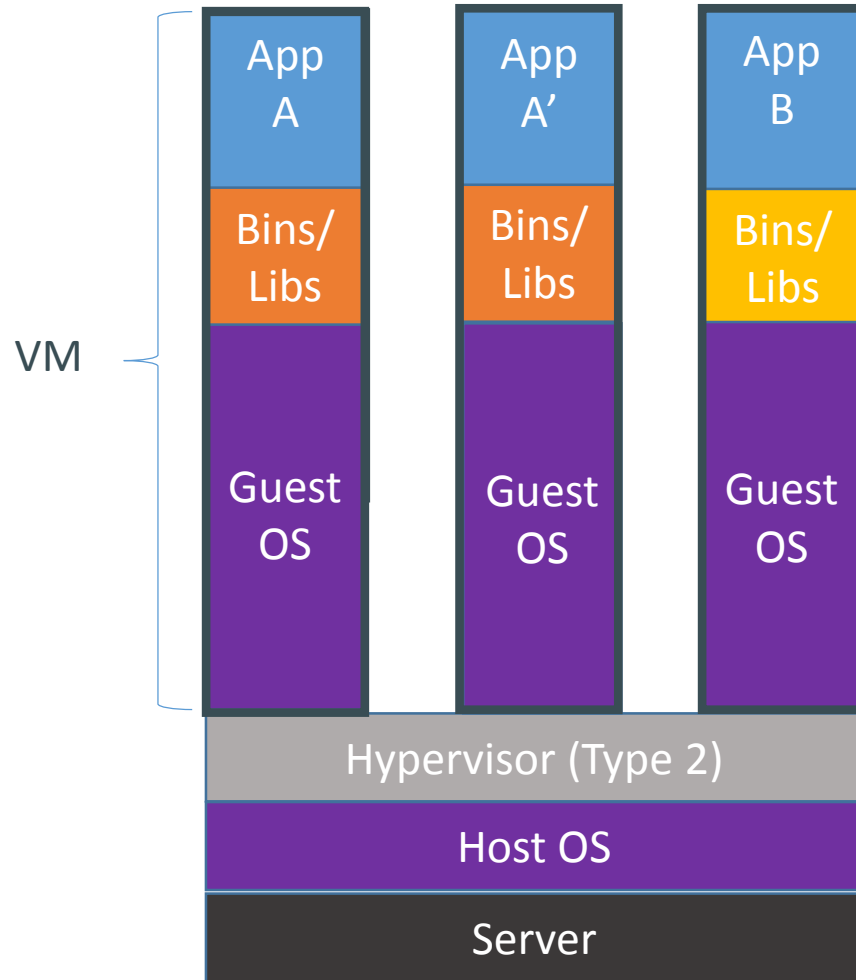 App
A
App
A’
App
B
Bins/
Libs
Bins/
Libs
Bins/
Libs
VM
Guest
OS
Guest
OS
Guest
OS
Hypervisor (Type 2)
Host OS
Server